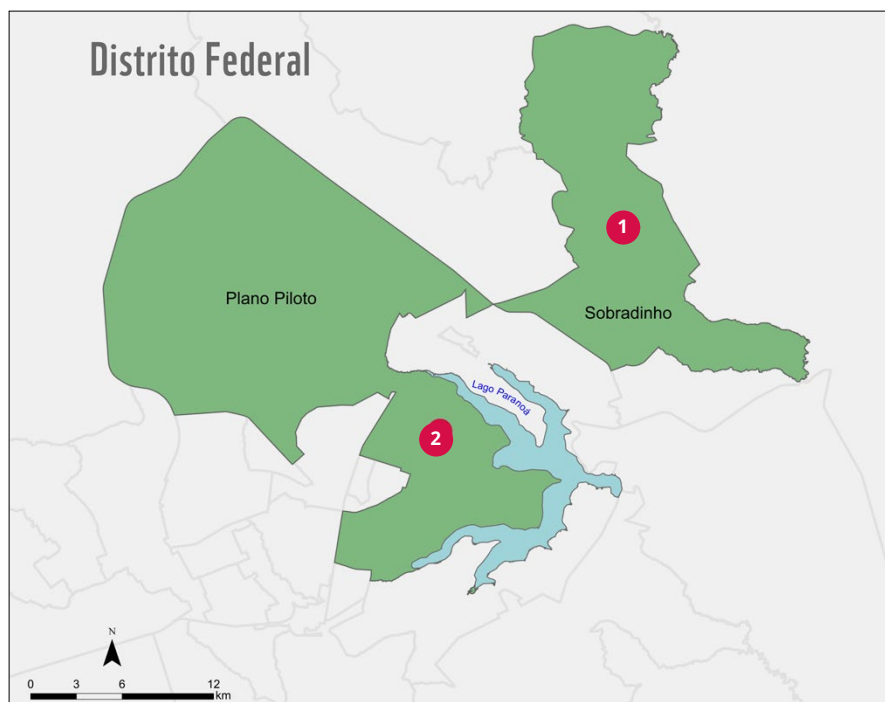 Distrito Federal
1
Plano Piloto
Sobradinho
Lago Paranoá
2
N
0 3 6 12
km